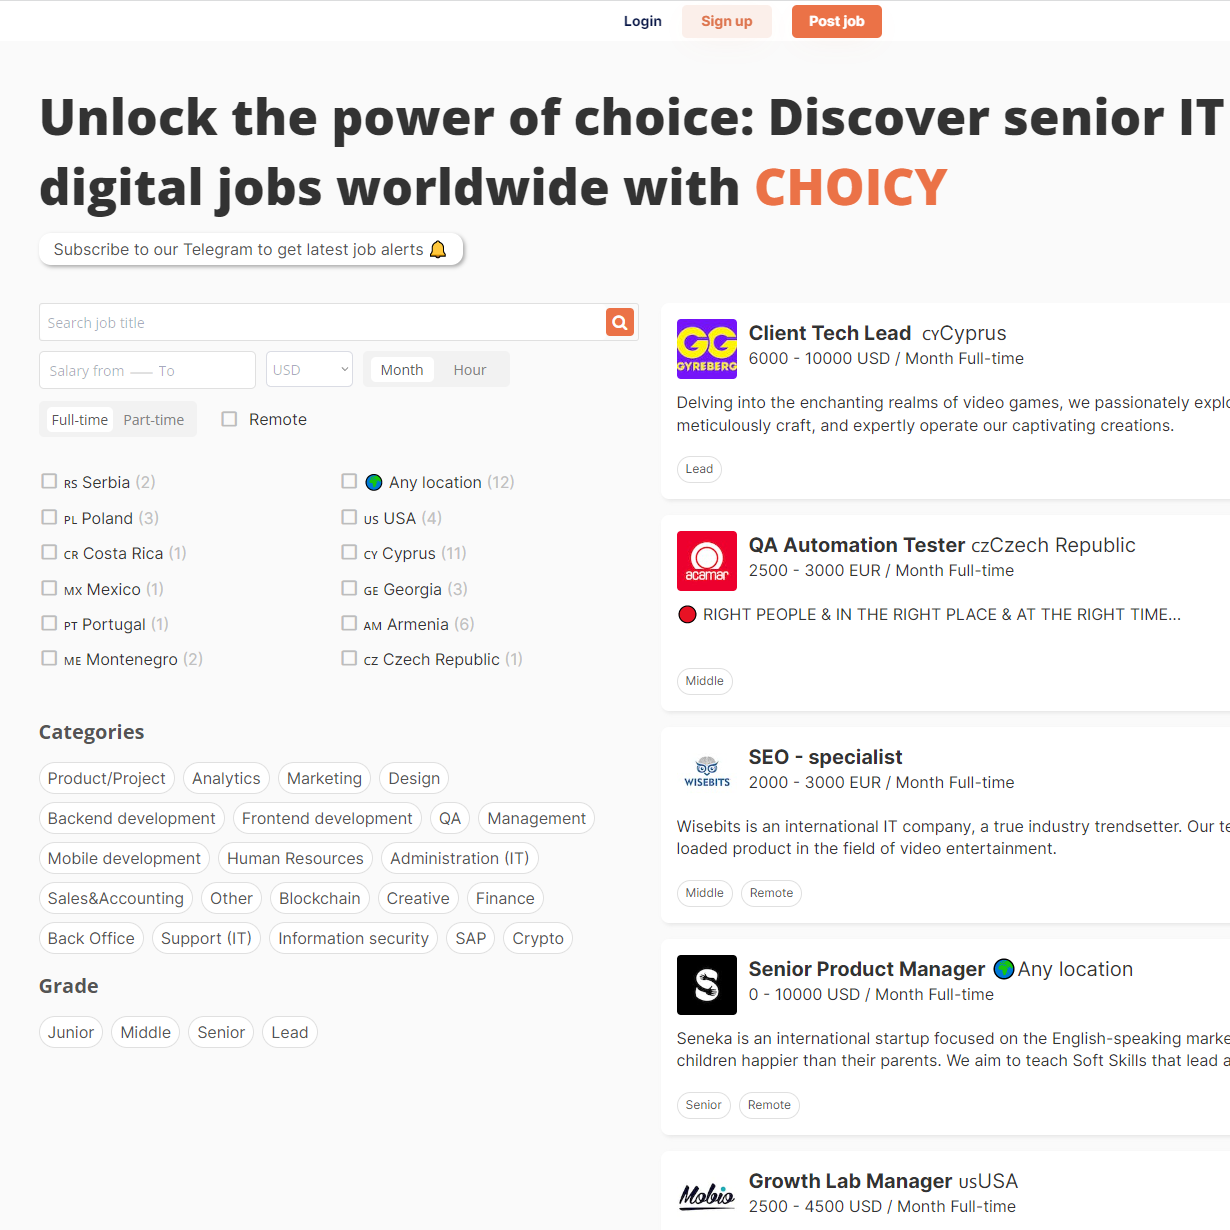 Login
Sign up
Post job
Unlock the power of choice: Discover senior IT
digital jobs worldwide with CHOICY
Subscribe to our Telegram to get latest job alerts 🔔
Search job title
Salary from — To
USD
Month
Hour
Full-time
Part-time
Remote
RS Serbia (2)
Any location (12)
PL Poland (3)
US USA (4)
CR Costa Rica (1)
CY Cyprus (11)
MX Mexico (1)
GE Georgia (3)
PT Portugal (1)
AM Armenia (6)
ME Montenegro (2)
CZ Czech Republic (1)
Categories
Product/Project
Analytics
Marketing
Design
Backend development
Frontend development
QA
Management
Mobile development
Human Resources
Administration (IT)
Sales&Accounting
Other
Blockchain
Creative
Finance
Back Office
Support (IT)
Information security
SAP
Crypto
Grade
Junior
Middle
Senior
Lead
GG
GYREBERG
Client Tech Lead CYCyprus
6000 - 10000 USD / Month Full-time
Delving into the enchanting realms of video games, we passionately explo
meticulously craft, and expertly operate our captivating creations.
Lead
acamar
QA Automation Tester CZCzech Republic
2500 - 3000 EUR / Month Full-time
🔴 RIGHT PEOPLE & IN THE RIGHT PLACE & AT THE RIGHT TIME...
Middle
WISEBITS
SEO - specialist
2000 - 3000 EUR / Month Full-time
Wisebits is an international IT company, a true industry trendsetter. Our te
loaded product in the field of video entertainment.
Middle
Remote
S
Senior Product Manager 🌍Any location
0 - 10000 USD / Month Full-time
Seneka is an international startup focused on the English-speaking marke
children happier than their parents. We aim to teach Soft Skills that lead a
Senior
Remote
Mobio
Growth Lab Manager USUSA
2500 - 4500 USD / Month Full-time